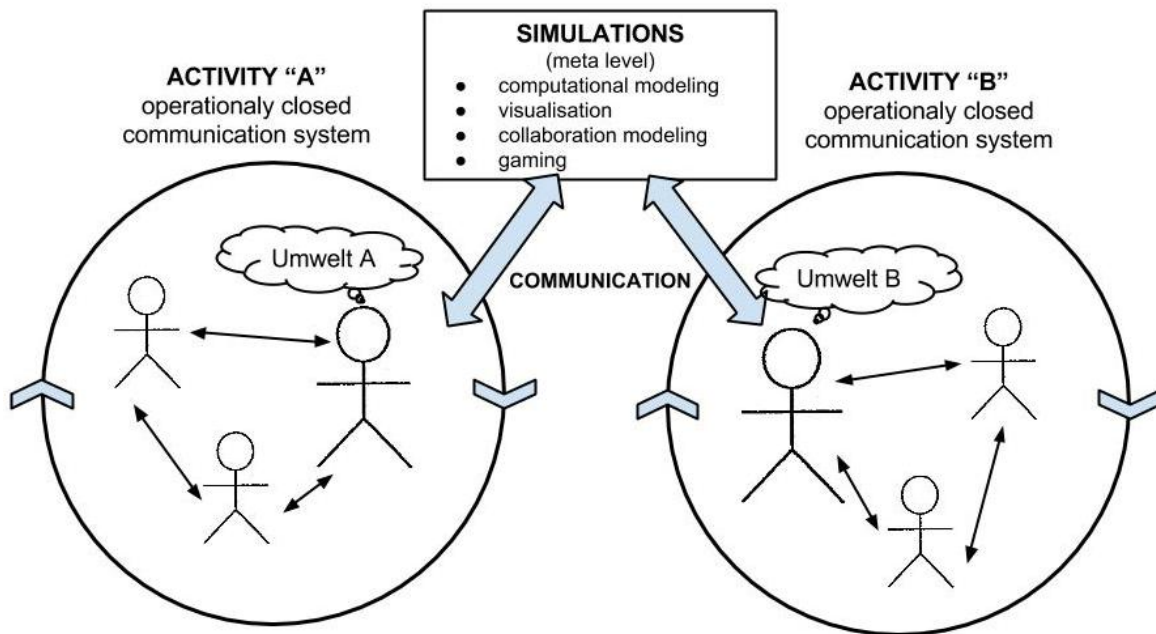 SIMULATIONS
(meta level)
● computational modeling
● visualisation
● collaboration modeling
● gaming
ACTIVITY “A”
operationaly closed
communication system
ACTIVITY “B”
operationaly closed
communication system
Umwelt A
COMMUNICATION
Umwelt B